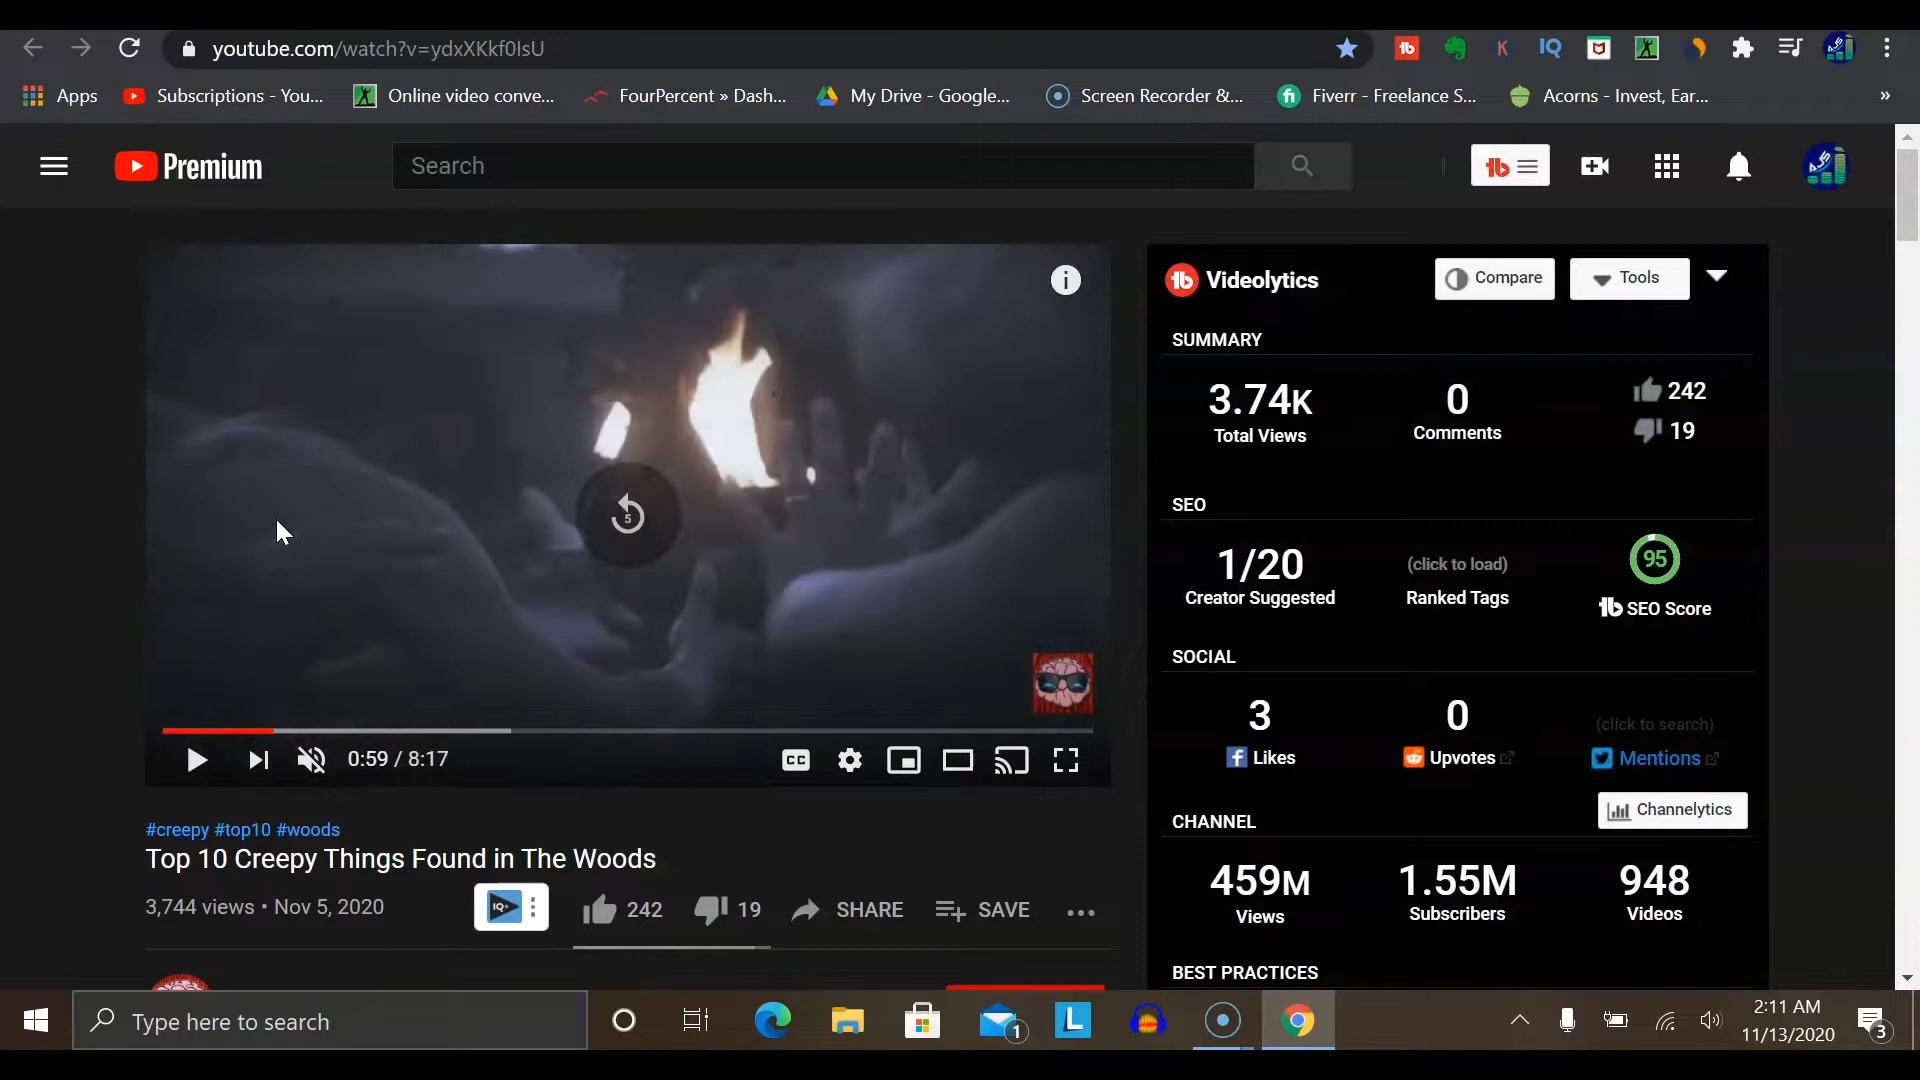 youtube.com/watch?v=ydxXKkf0IsU
Apps
Subscriptions - You...
Online video conve...
FourPercent » Dash...
My Drive - Google...
Screen Recorder &...
Fiverr - Freelance S...
Acorns - Invest, Ear...
»
Premium
Search
Videolytics
Compare
Tools
SUMMARY
3.74K
Total Views
0
Comments
242
19
SEO
1/20
Creator Suggested
(click to load)
Ranked Tags
95
SEO Score
SOCIAL
3
Likes
0
Upvotes
(click to search)
Mentions
CHANNEL
Channelytics
459M
Views
1.55M
Subscribers
948
Videos
BEST PRACTICES
5
0:59 / 8:17
CC
#creepy #top10 #woods
Top 10 Creepy Things Found in The Woods
3,744 views • Nov 5, 2020
IQ+
242
19
SHARE
SAVE
Type here to search
1
L
2:11 AM
11/13/2020
3